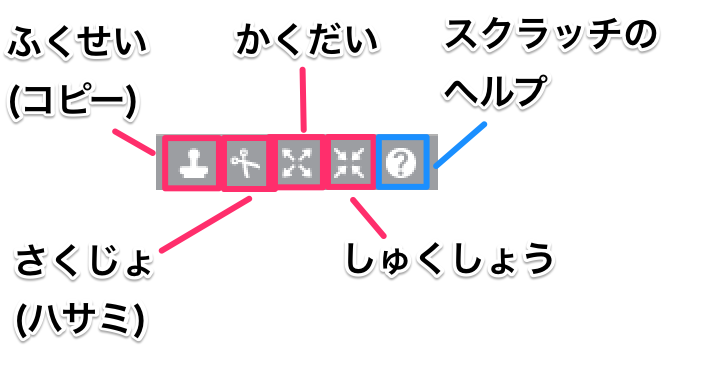 ふくせい
(コピー)
かくだい
スクラッチの
ヘルプ
さくじょ
(ハサミ)
しゅくしょう